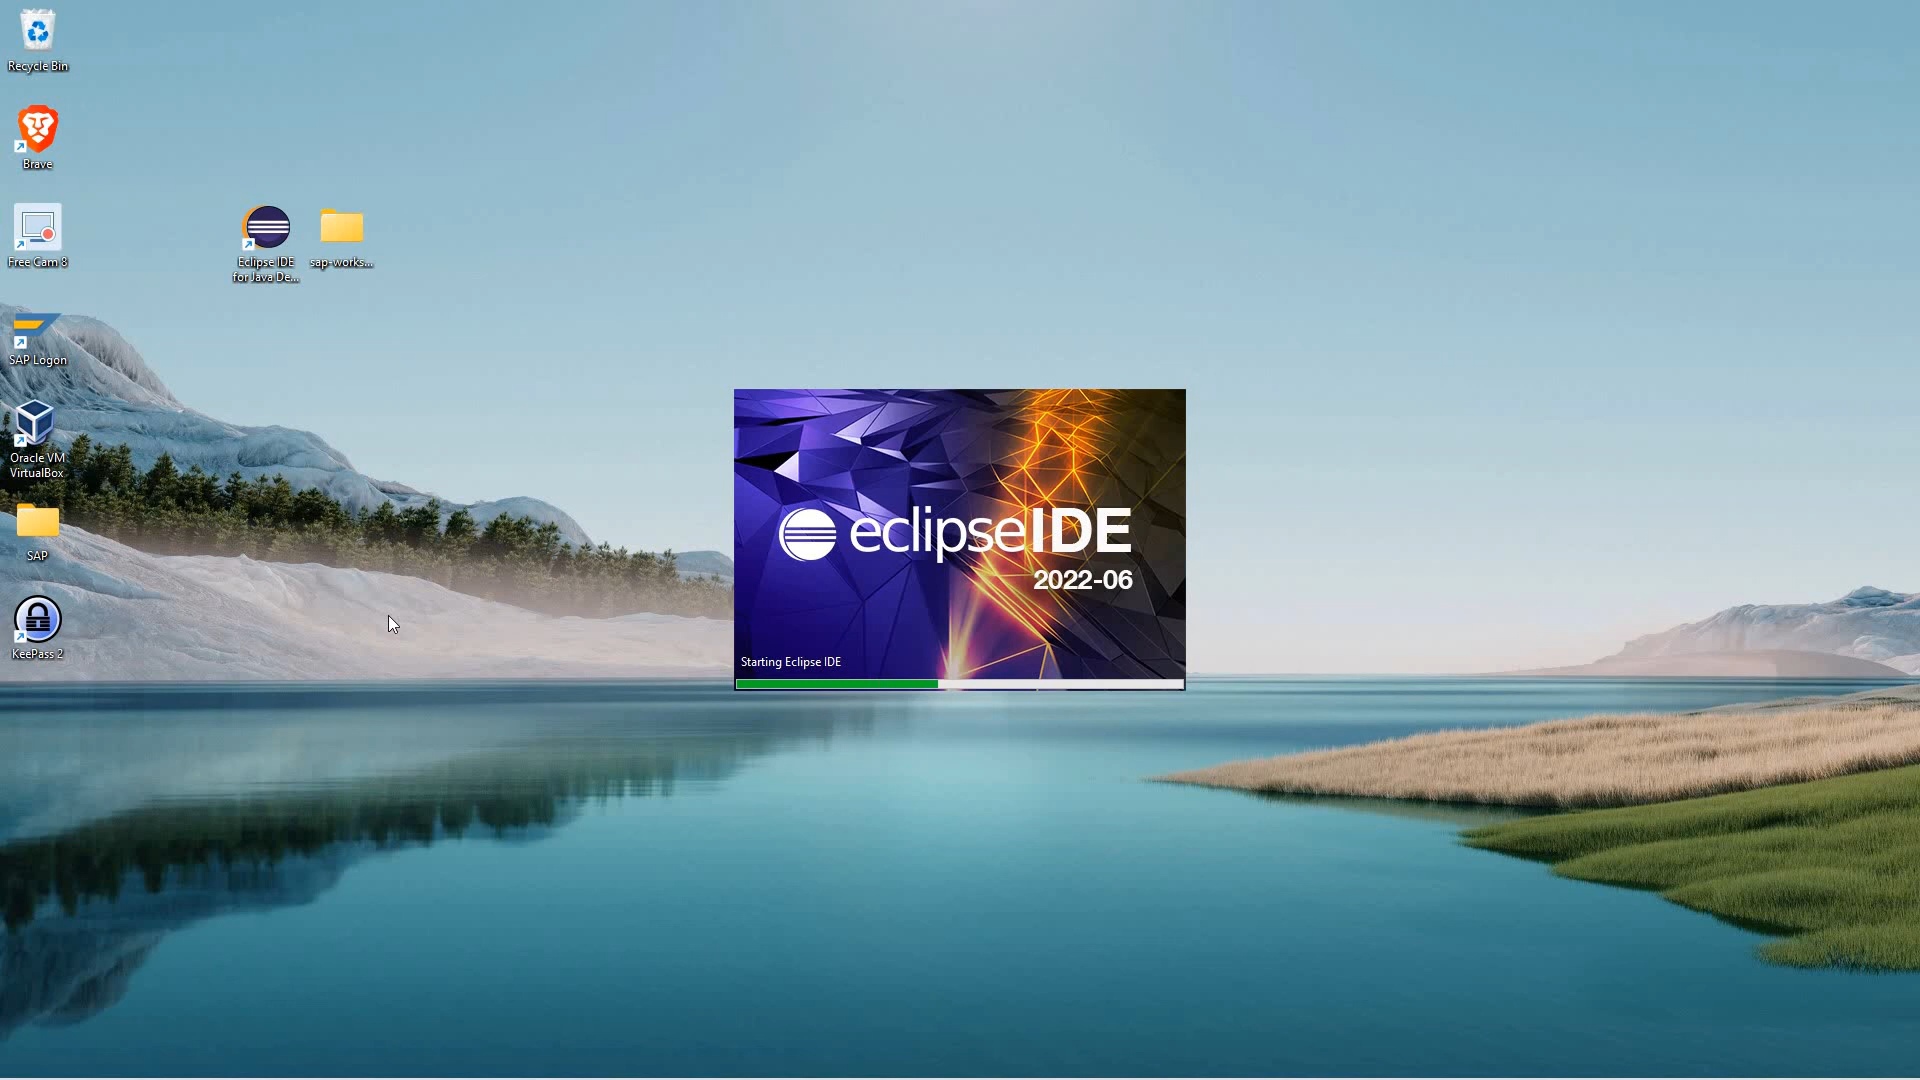 Recycle Bin
Brave
Free Cam 8
Eclipse IDE
for Java De...
sap-works...
SAP Logon
Oracle VM
VirtualBox
SAP
KeePass 2
eclipseIDE
2022-06
Starting Eclipse IDE